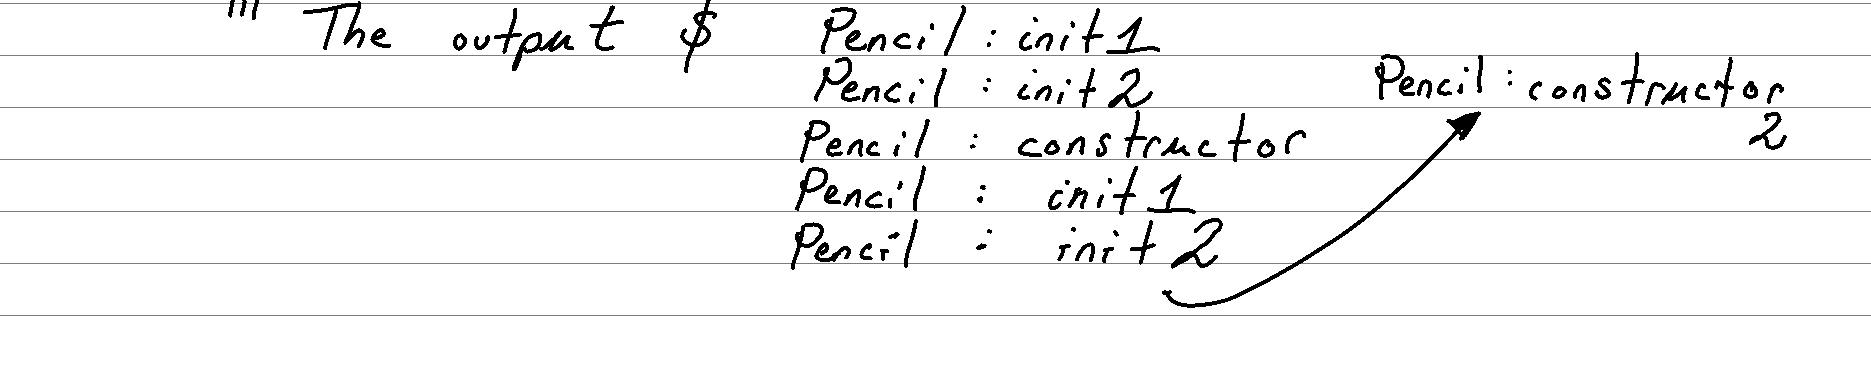 The output $ Pencil : init 1
Pencil : init 2
Pencil : constructor
Pencil : init 1
Pencil : init 2
Pencil : constructor
2